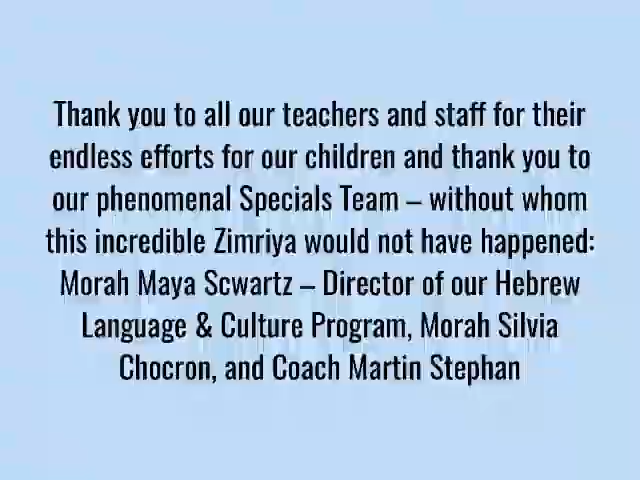 Thank you to all our teachers and staff for their
endless efforts for our children and thank you to
our phenomenal Specials Team – without whom
this incredible Zimriya would not have happened:
Morah Maya Scwartz – Director of our Hebrew
Language & Culture Program, Morah Silvia
Chocron, and Coach Martin Stephan